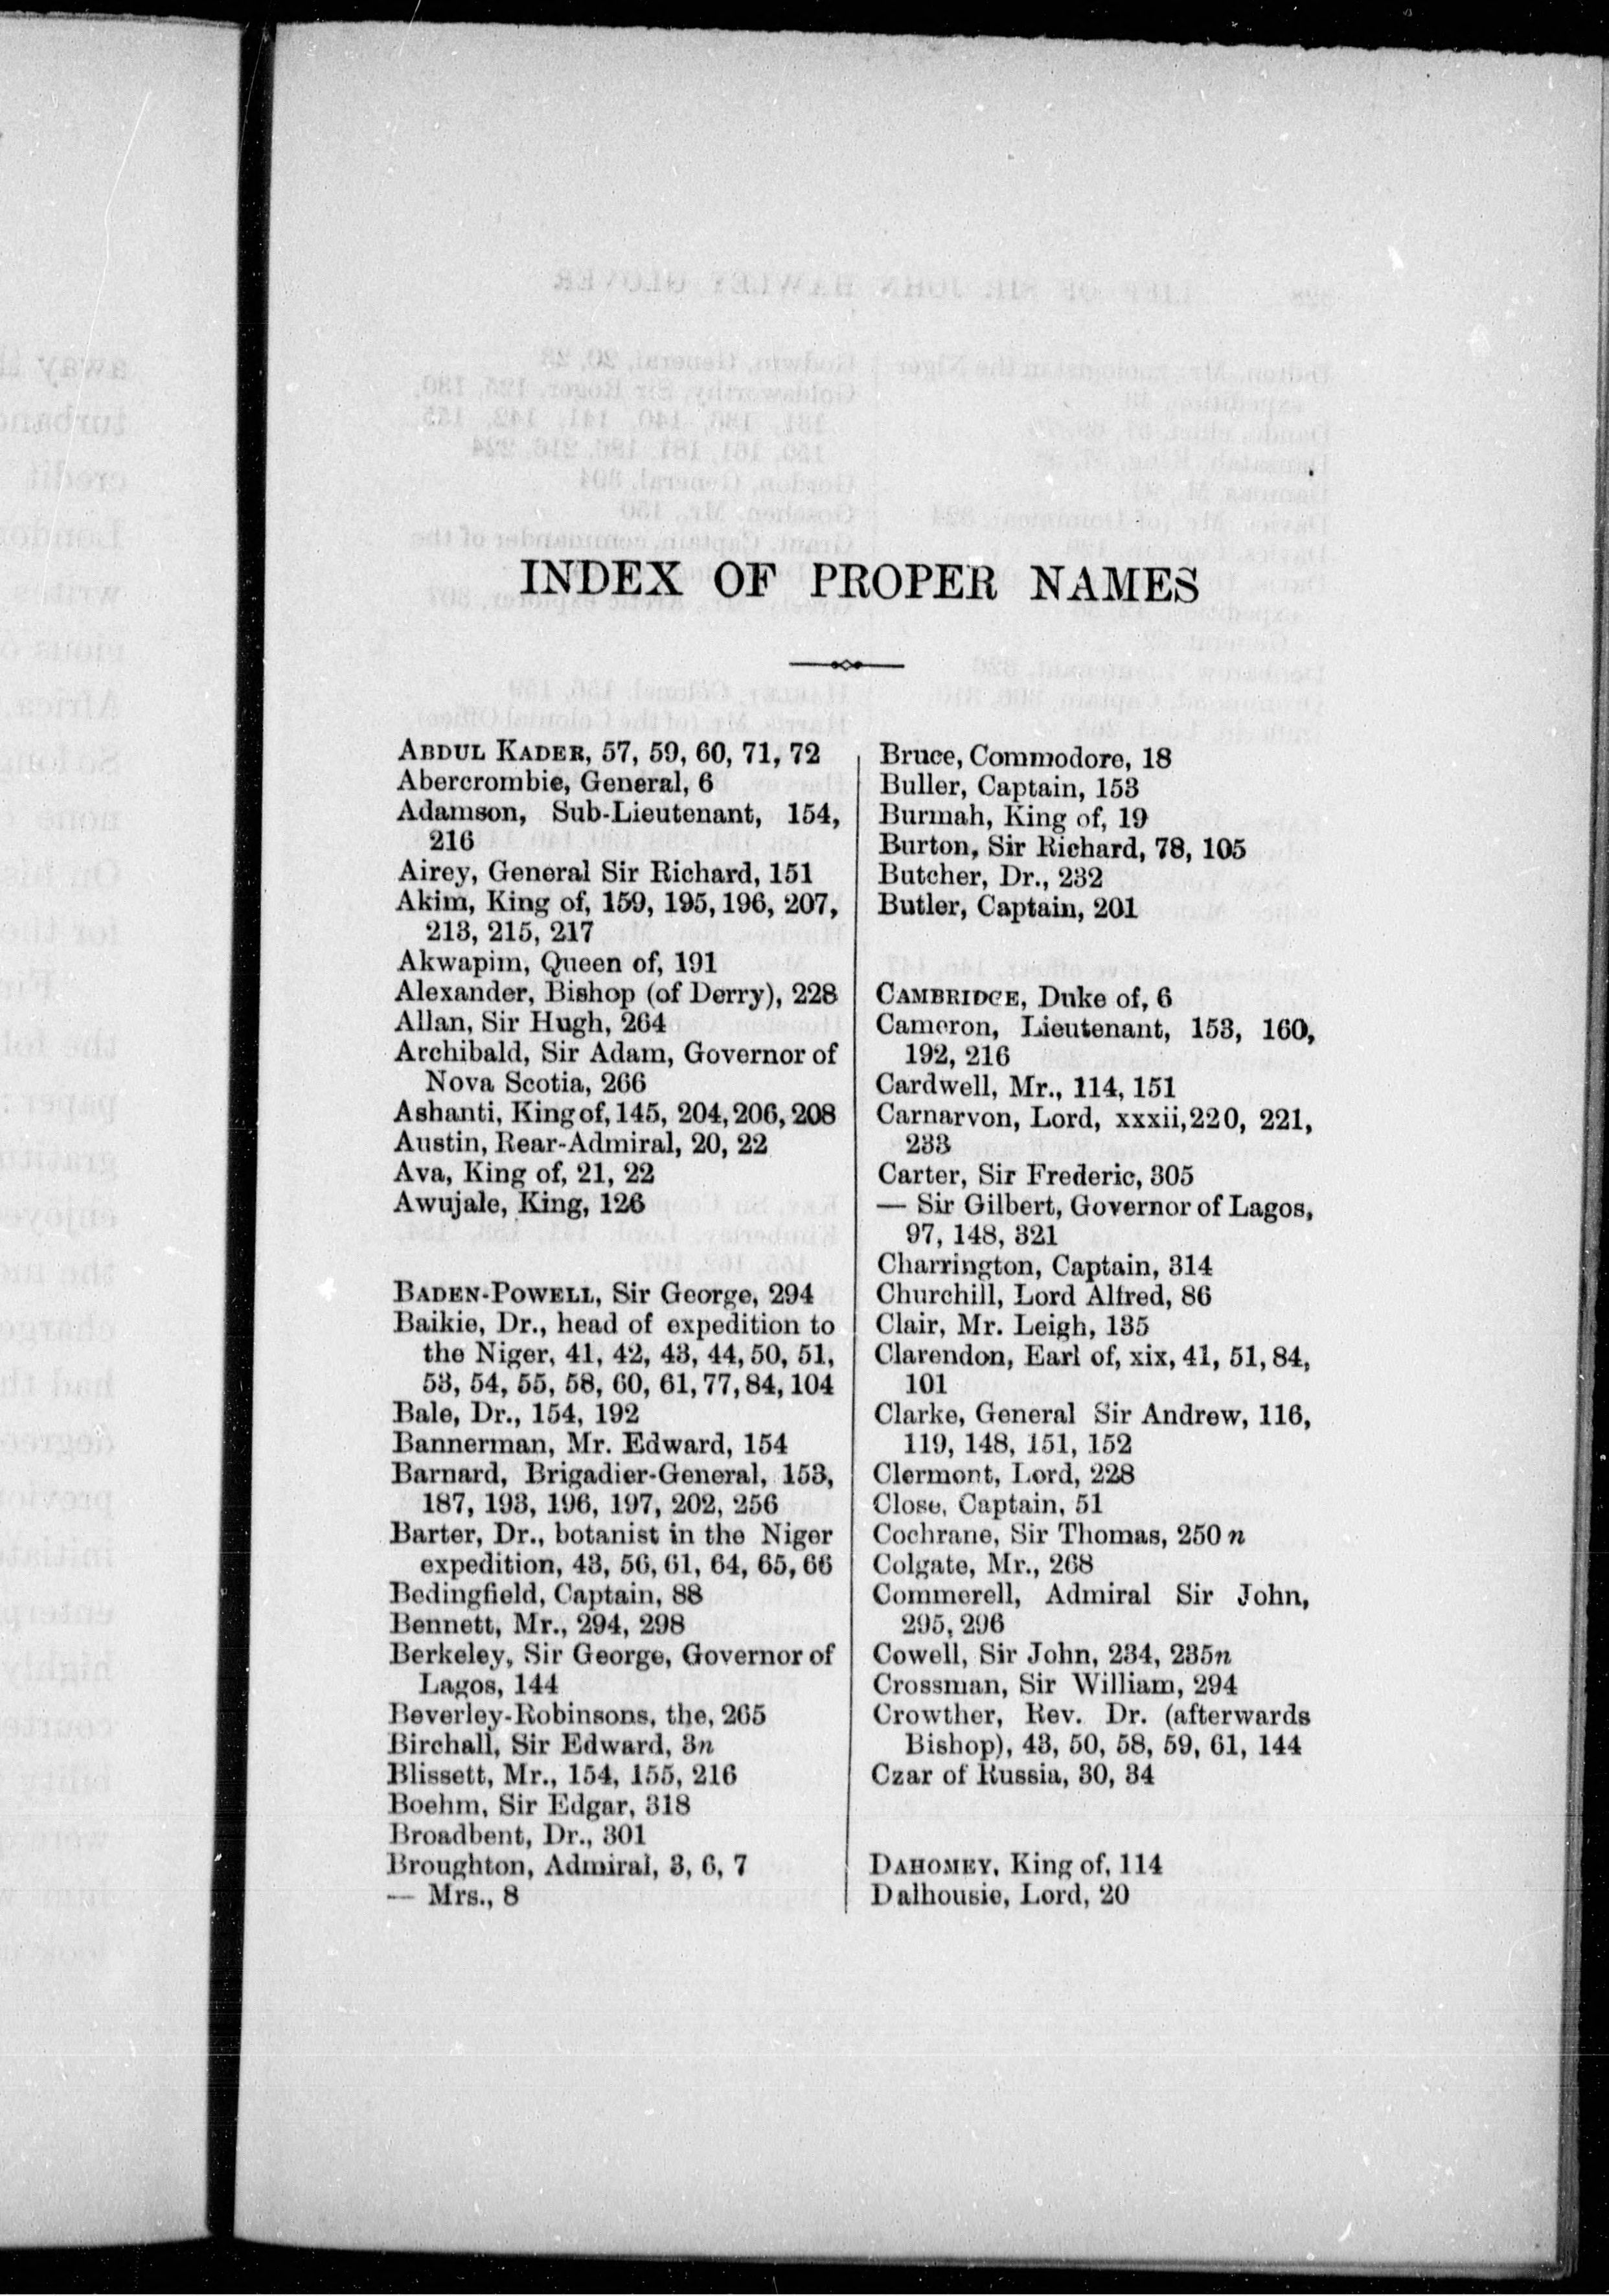 INDEX OF PROPER NAMES
ABDUL KADER, 57, 59, 60, 71, 72
Abercrombie, General, 6
Adamson, Sub-Lieutenant, 154,
216
Airey, General Sir Richard, 151
Akim, King of, 159, 195, 196, 207,
213, 215, 217
Akwapim, Queen of, 191
Alexander, Bishop (of Derry), 228
Allan, Sir Hugh, 264
Archibald, Sir Adam, Governor of
Nova Scotia, 266
Ashanti, King of, 145, 204, 206, 208
Austin, Rear-Admiral, 20, 22
Ava, King of, 21, 22
Awujale, King, 126
BADEN-POWELL, Sir George, 294
Baikie, Dr., head of expedition to
the Niger, 41, 42, 43, 44, 50, 51,
53, 54, 55, 58, 60, 61, 77, 84, 104
Bale, Dr., 154, 192
Bannerman, Mr. Edward, 154
Barnard, Brigadier-General, 153,
187, 193, 196, 197, 202, 256
Barter, Dr., botanist in the Niger
expedition, 43, 56, 61, 64, 65, 66
Bedingfield, Captain, 88
Bennett, Mr., 294, 298
Berkeley, Sir George, Governor of
Lagos, 144
Beverley-Robinsons, the, 265
Birchall, Sir Edward, 3n
Blissett, Mr., 154, 155, 216
Boehm, Sir Edgar, 318
Broadbent, Dr., 301
Broughton, Admiral, 3, 6, 7
— Mrs., 8
Bruce, Commodore, 18
Buller, Captain, 153
Burmah, King of, 19
Burton, Sir Richard, 78, 105
Butcher, Dr., 232
Butler, Captain, 201
CAMBRIDGE, Duke of, 6
Cameron, Lieutenant, 153, 160,
192, 216
Cardwell, Mr., 114, 151
Carnarvon, Lord, xxxii, 220, 221,
233
Carter, Sir Frederic, 305
— Sir Gilbert, Governor of Lagos,
97, 148, 321
Charrington, Captain, 314
Churchill, Lord Alfred, 86
Clair, Mr. Leigh, 135
Clarendon, Earl of, xix, 41, 51, 84,
101
Clarke, General Sir Andrew, 116,
119, 148, 151, 152
Clermont, Lord, 228
Close, Captain, 51
Cochrane, Sir Thomas, 250 n
Colgate, Mr., 268
Commerell, Admiral Sir John,
295, 296
Cowell, Sir John, 234, 235n
Crossman, Sir William, 294
Crowther, Rev. Dr. (afterwards
Bishop), 43, 50, 58, 59, 61, 144
Czar of Russia, 30, 34
DAHOMEY, King of, 114
Dalhousie, Lord, 20